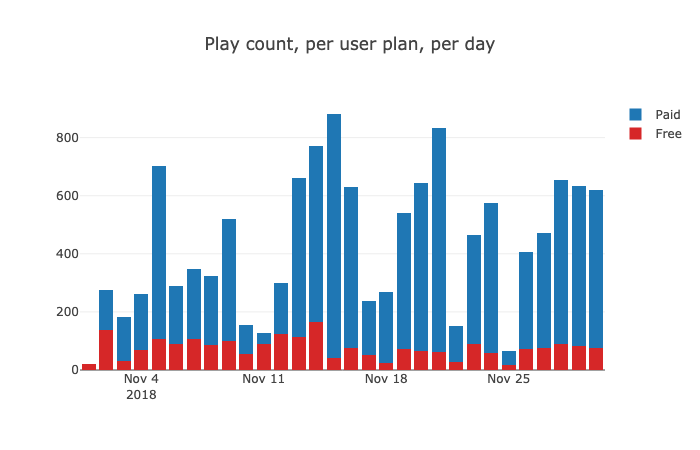 Play count, per user plan, per day
Paid
Free
800
600
400
200
0
Nov 4
2018
Nov 11
Nov 18
Nov 25